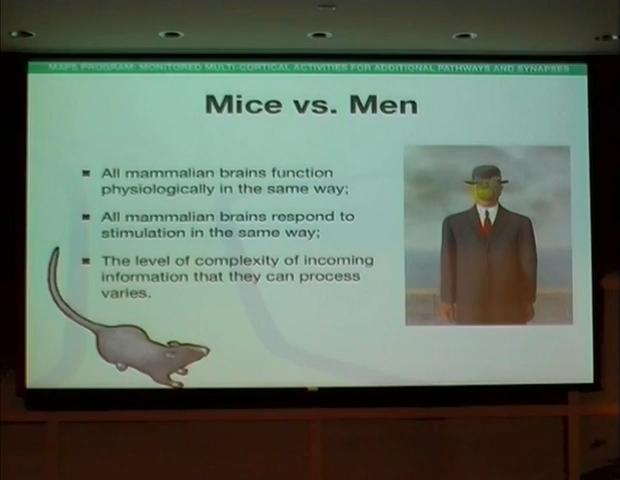 MAPS PROGRAM: MONITORED MULTI-CORTICAL ACTIVITIES FOR ADDITIONAL PATHWAYS AND SYNAPSES
Mice vs. Men
All mammalian brains function
physiologically in the same way;
All mammalian brains respond to
stimulation in the same way;
The level of complexity of incoming
information that they can process
varies.